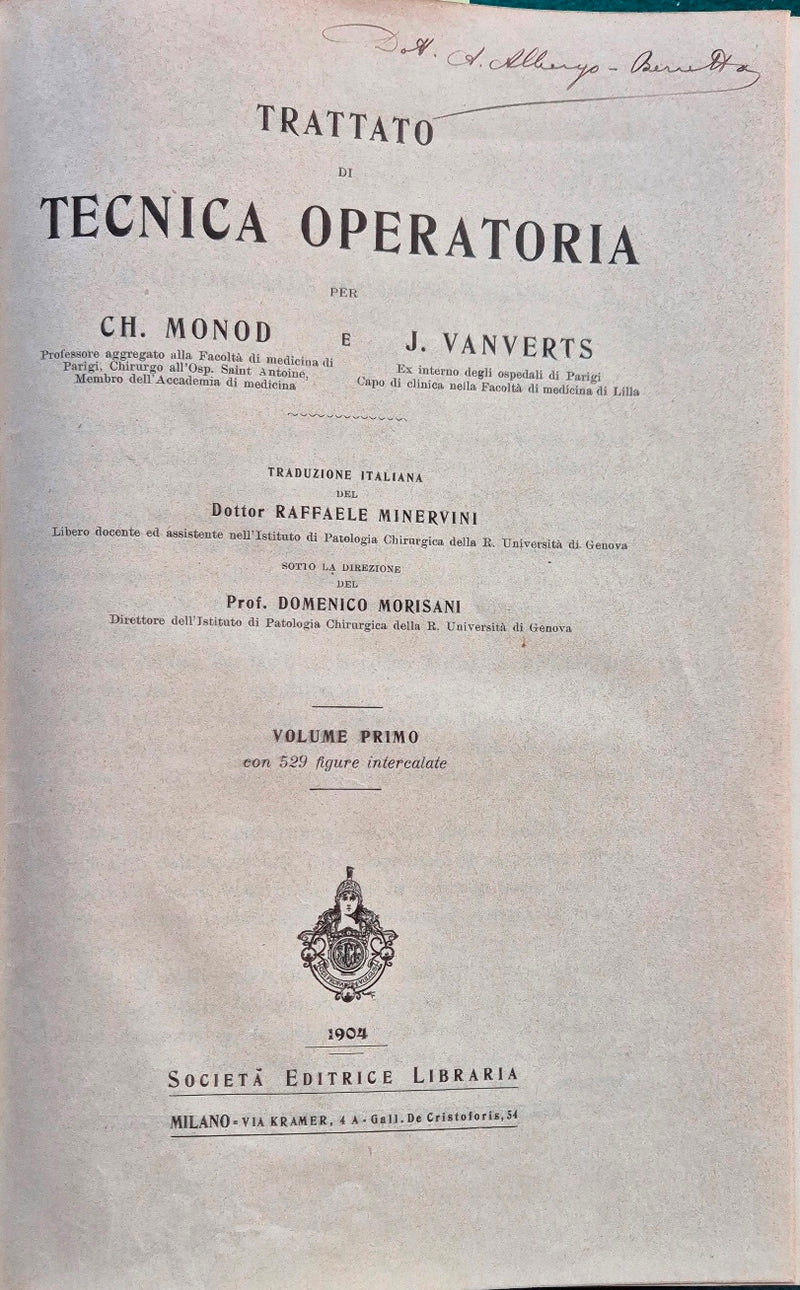 Dott. A. Albergo - Berretta
TRATTATO
DI
TECNICA OPERATORIA
PER
CH. MONOD
E
J. VANVERTS
Professore aggregato alla Facoltà di medicina di
Parigi, Chirurgo all'Osp. Saint Antoine,
Membro dell'Accademia di medicina
Ex interno degli ospedali di Parigi
Capo di clinica nella Facoltà di medicina di Lilla
TRADUZIONE ITALIANA
DEL
Dottor RAFFAELE MINERVINI
Libero docente ed assistente nell'Istituto di Patologia Chirurgica della R. Università di Genova
SOTTO LA DIREZIONE
DEL
Prof. DOMENICO MORISANI
Direttore dell'Istituto di Patologia Chirurgica della R. Università di Genova
VOLUME PRIMO
con 529 figure intercalate
1904
SOCIETÀ EDITRICE LIBRARIA
MILANO = VIA KRAMER, 4 A - Gall. De Cristoforis, 54